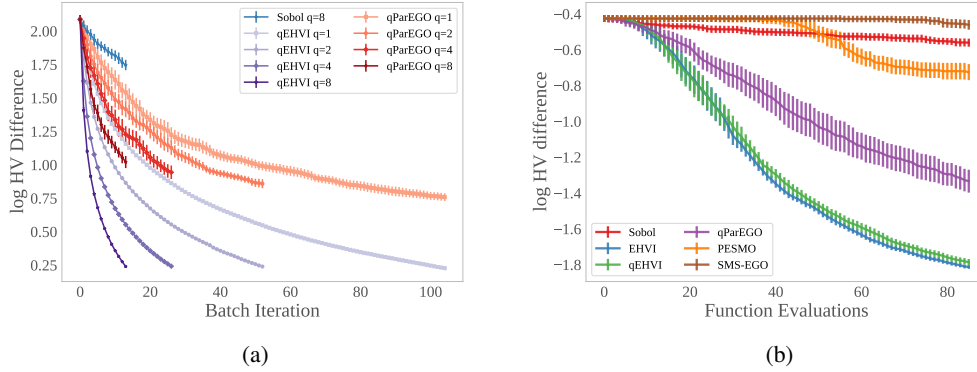 2.00
1.75
1.50
1.25
1.00
0.75
0.50
0.25
log HV Difference
0 20 40 60 80 100
Batch Iteration
Sobol q=8
qEHVI q=1
qEHVI q=2
qEHVI q=4
qEHVI q=8
qParEGO q=1
qParEGO q=2
qParEGO q=4
qParEGO q=8
(a)
−0.4
−0.6
−0.8
−1.0
−1.2
−1.4
−1.6
−1.8
log HV difference
0 20 40 60 80
Function Evaluations
Sobol
EHVI
qEHVI
qParEGO
PESMO
SMS-EGO
(b)